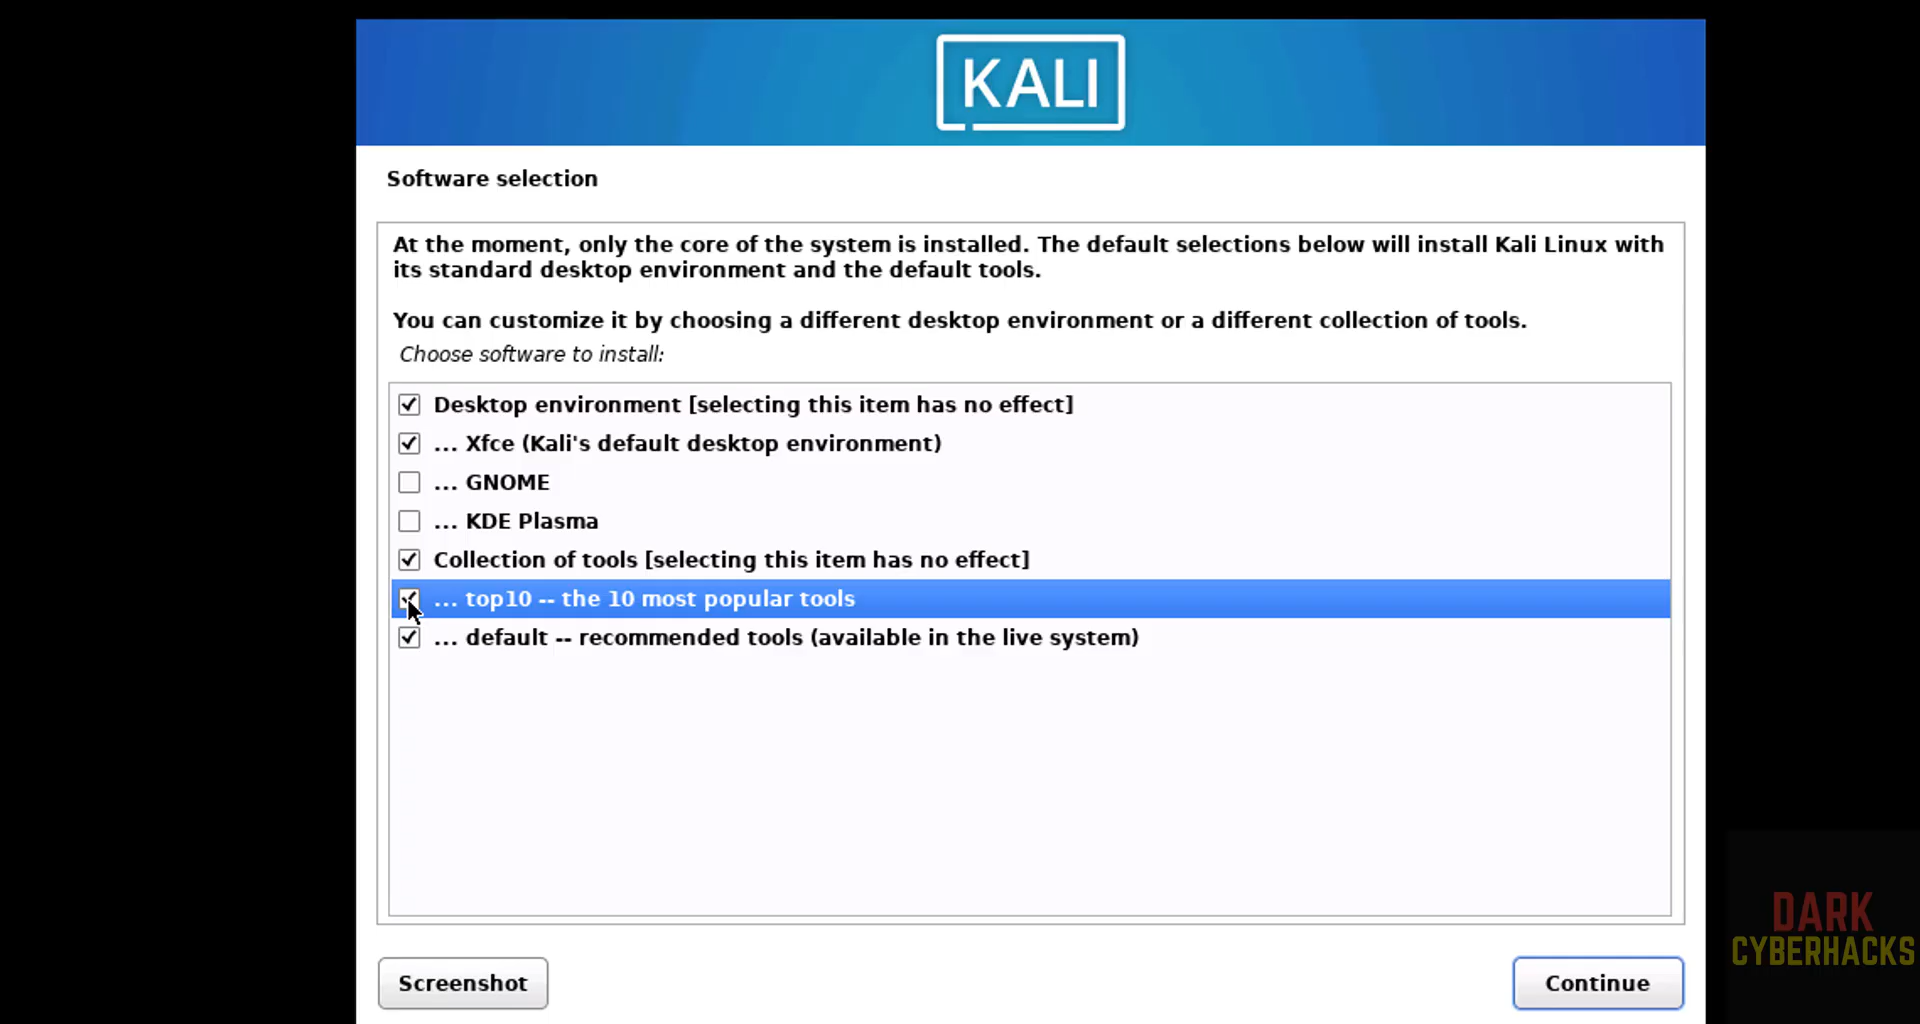 KALI
Software selection
At the moment, only the core of the system is installed. The default selections below will install Kali Linux with
its standard desktop environment and the default tools.
You can customize it by choosing a different desktop environment or a different collection of tools.
Choose software to install:
Desktop environment [selecting this item has no effect]
... Xfce (Kali's default desktop environment)
... GNOME
... KDE Plasma
Collection of tools [selecting this item has no effect]
... top10 -- the 10 most popular tools
... default -- recommended tools (available in the live system)
Screenshot
Continue
DARK
CYBERHACKS